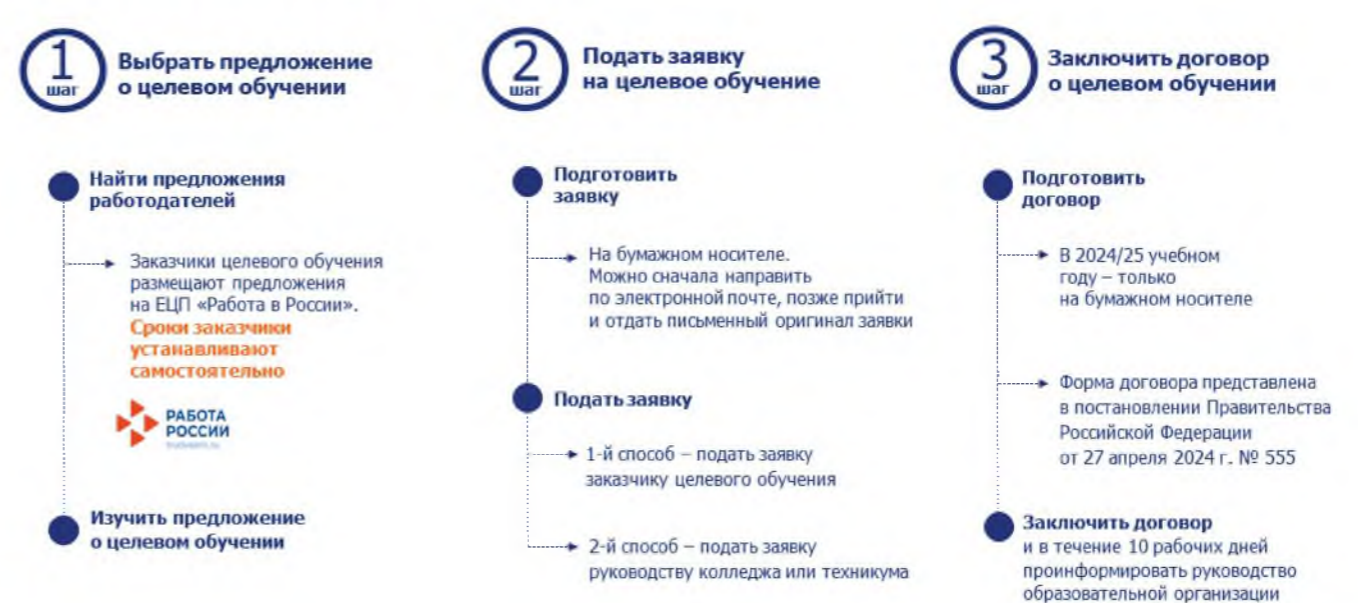 1
шаг
Выбрать предложение
о целевом обучении
Найти предложения
работодателей
Заказчики целевого обучения
размещают предложения
на ЕЦП «Работа в России».
Сроки заказчики
устанавливают
самостоятельно
РАБОТА
РОССИИ
Изучить предложение
о целевом обучении
2
шаг
Подать заявку
на целевое обучение
Подготовить
заявку
На бумажном носителе.
Можно сначала направить
по электронной почте, позже прийти
и отдать письменный оригинал заявки
Подать заявку
1-й способ – подать заявку
заказчику целевого обучения
2-й способ – подать заявку
руководству колледжа или техникума
3
шаг
Заключить договор
о целевом обучении
Подготовить
договор
В 2024/25 учебном
году – только
на бумажном носителе
Форма договора представлена
в постановлении Правительства
Российской Федерации
от 27 апреля 2024 г. № 555
Заключить договор
и в течение 10 рабочих дней
проинформировать руководство
образовательной организации